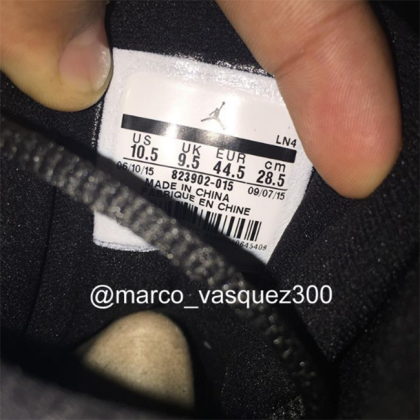 LN4
US UK EUR cm
10.5 9.5 44.5 28.5
06/10/15 823902-015 09/07/15
MADE IN CHINA
FABRIQUE EN CHINE
@marco_vasquez300